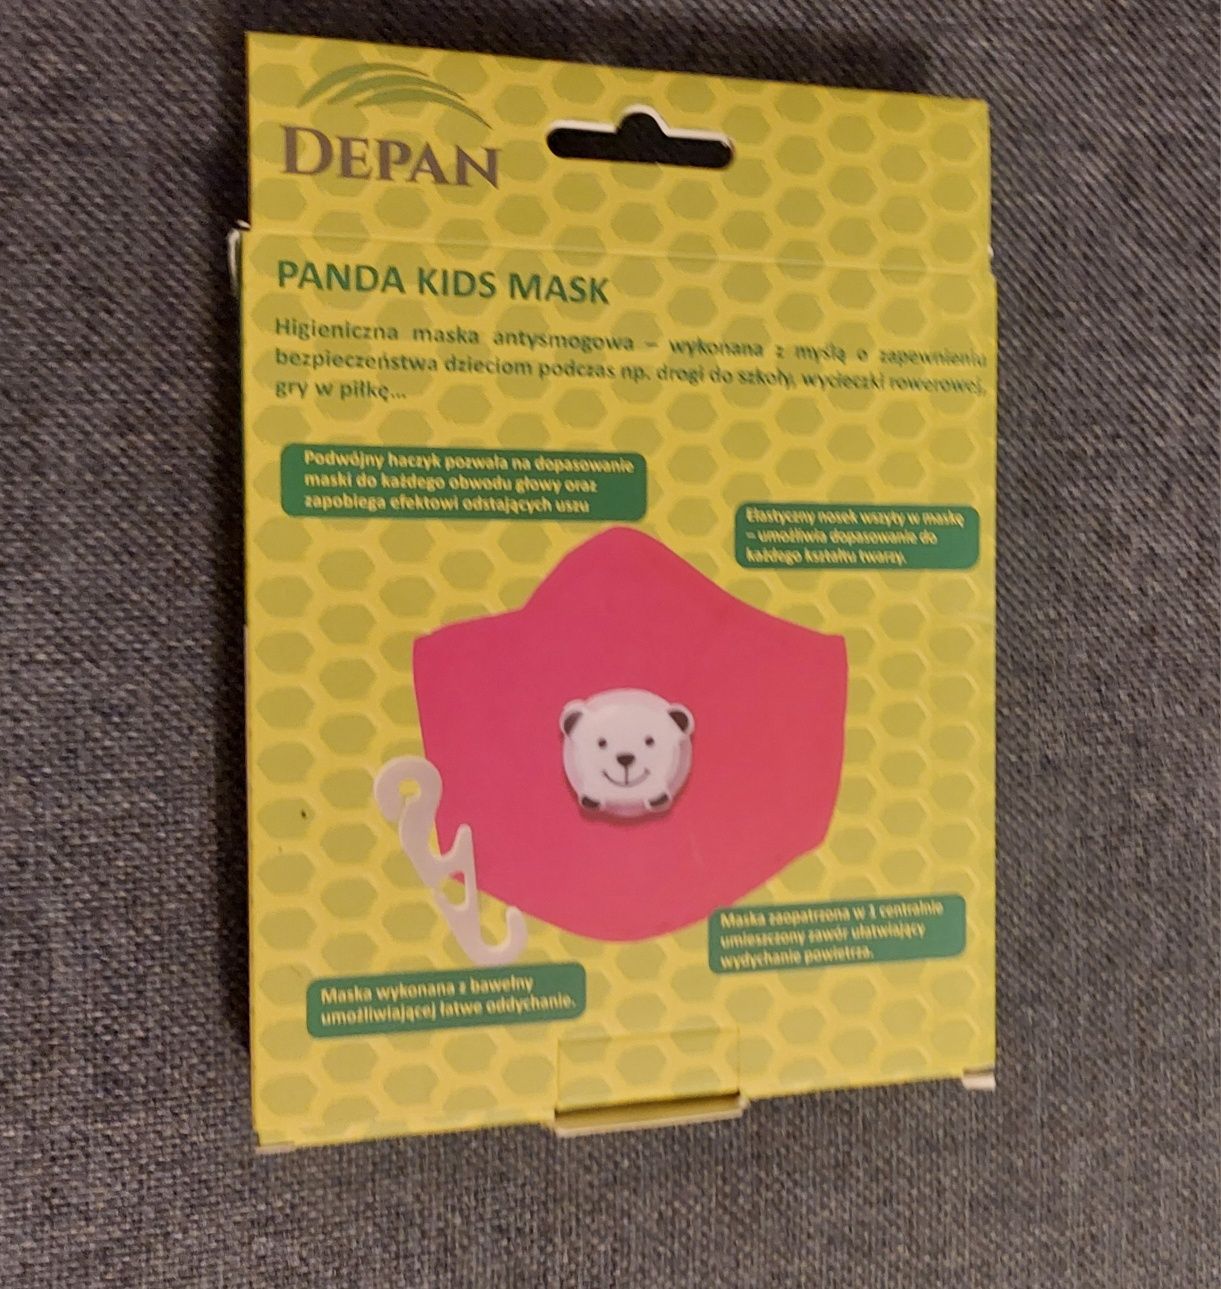 DEPAN
PANDA KIDS MASK
Higieniczna maska antysmogowa – wykonana z myślą o zapewnieniu
bezpieczeństwa dzieciom podczas np. drogi do szkoły, wycieczki rowerowej,
gry w piłkę...
Podwójny haczyk pozwala na dopasowanie
maski do każdego obwodu głowy oraz
zapobiega efektowi odstających uszu
Elastyczny nosek wszyty w maskę
– umożliwia dopasowanie do
każdego kształtu twarzy.
Maska zaopatrzona w 1 centralnie
umieszczony zawór ułatwiający
wydychanie powietrza.
Maska wykonana z bawełny
umożliwiającej łatwe oddychanie.